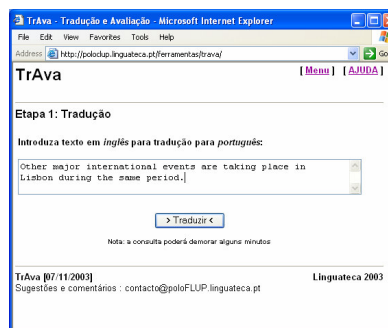 TrAva - Tradução e Avaliação - Microsoft Internet Explorer
File Edit View Favorites Tools Help
Address http://poloclup.linguateca.pt/ferramentas/trava/ Go
TrAva [ Menu ] [ AJUDA ]
Etapa 1: Tradução
Introduza texto em inglês para tradução para português:
Other major international events are taking place in
Lisbon during the same period.
> Traduzir <
Nota: a consulta poderá demorar alguns minutos
TrAva [07/11/2003] Linguateca 2003
Sugestões e comentários : contacto@poloFLUP.linguateca.pt